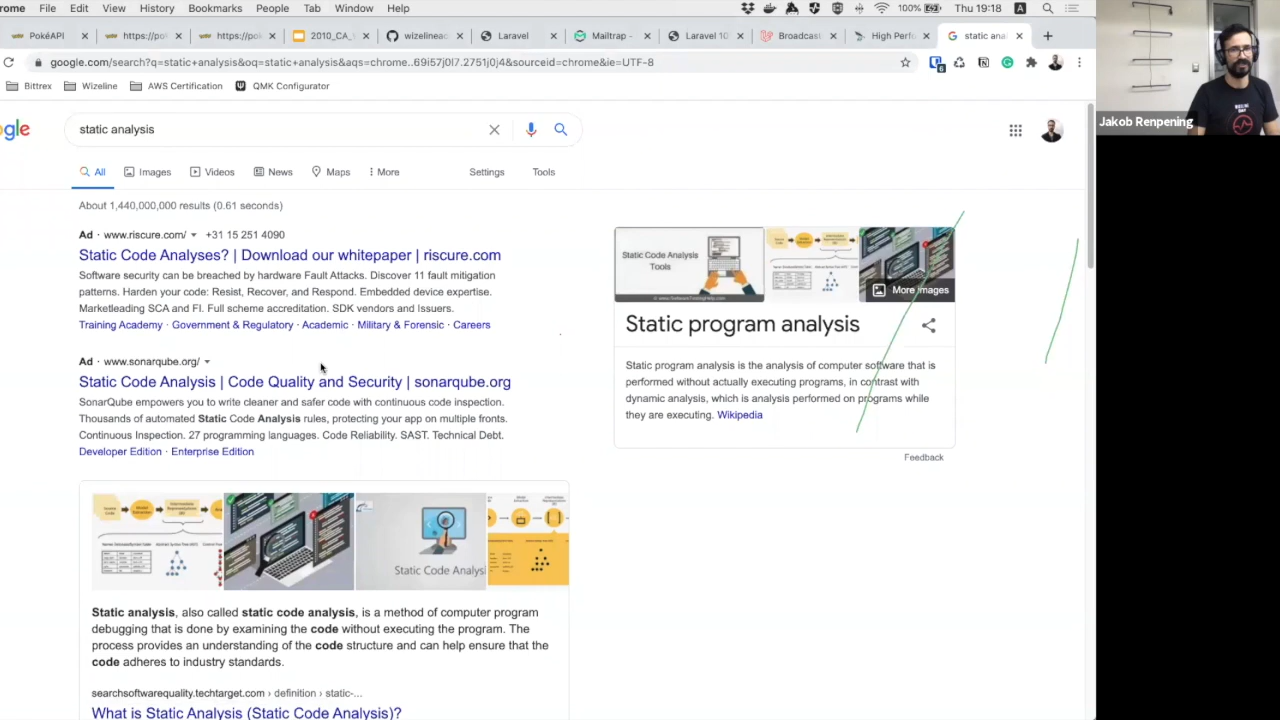 rome File Edit View History Bookmarks People Tab Window Help 100% Thu 19:18 A
PokéAPI https://po https://po 2010_CA_ wizelineac Laravel Mailtrap - Laravel 10 Broadcas High Perf static anal
google.com/search?q=static+analysis&oq=static+analysis&aqs=chrome..69i57j0l7.2751j0j4&sourceid=chrome&ie=UTF-8
Bittrex Wizeline AWS Certification QMK Configurator
Jakob Renpening
gle static analysis
All Images Videos News Maps More Settings Tools
About 1,440,000,000 results (0.61 seconds)
Ad · www.riscure.com/ +31 15 251 4090
Static Code Analyses? | Download our whitepaper | riscure.com
Software security can be breached by hardware Fault Attacks. Discover 11 fault mitigation
patterns. Harden your code: Resist, Recover, and Respond. Embedded device expertise.
Marketleading SCA and FI. Full scheme accreditation. SDK vendors and Issuers.
Training Academy · Government & Regulatory · Academic · Military & Forensic · Careers
Ad · www.sonarqube.org/
Static Code Analysis | Code Quality and Security | sonarqube.org
SonarQube empowers you to write cleaner and safer code with continuous code inspection.
Thousands of automated Static Code Analysis rules, protecting your app on multiple fronts.
Continuous Inspection. 27 programming languages. Code Reliability. SAST. Technical Debt.
Developer Edition · Enterprise Edition
Static Code Analys
Static analysis, also called static code analysis, is a method of computer program
debugging that is done by examining the code without executing the program. The
process provides an understanding of the code structure and can help ensure that the
code adheres to industry standards.
searchsoftwarequality.techtarget.com › definition › static-...
What is Static Analysis (Static Code Analysis)?
Static Code Analysis
Tools
More images
Static program analysis
Static program analysis is the analysis of computer software that is
performed without actually executing programs, in contrast with
dynamic analysis, which is analysis performed on programs while
they are executing. Wikipedia
Feedback